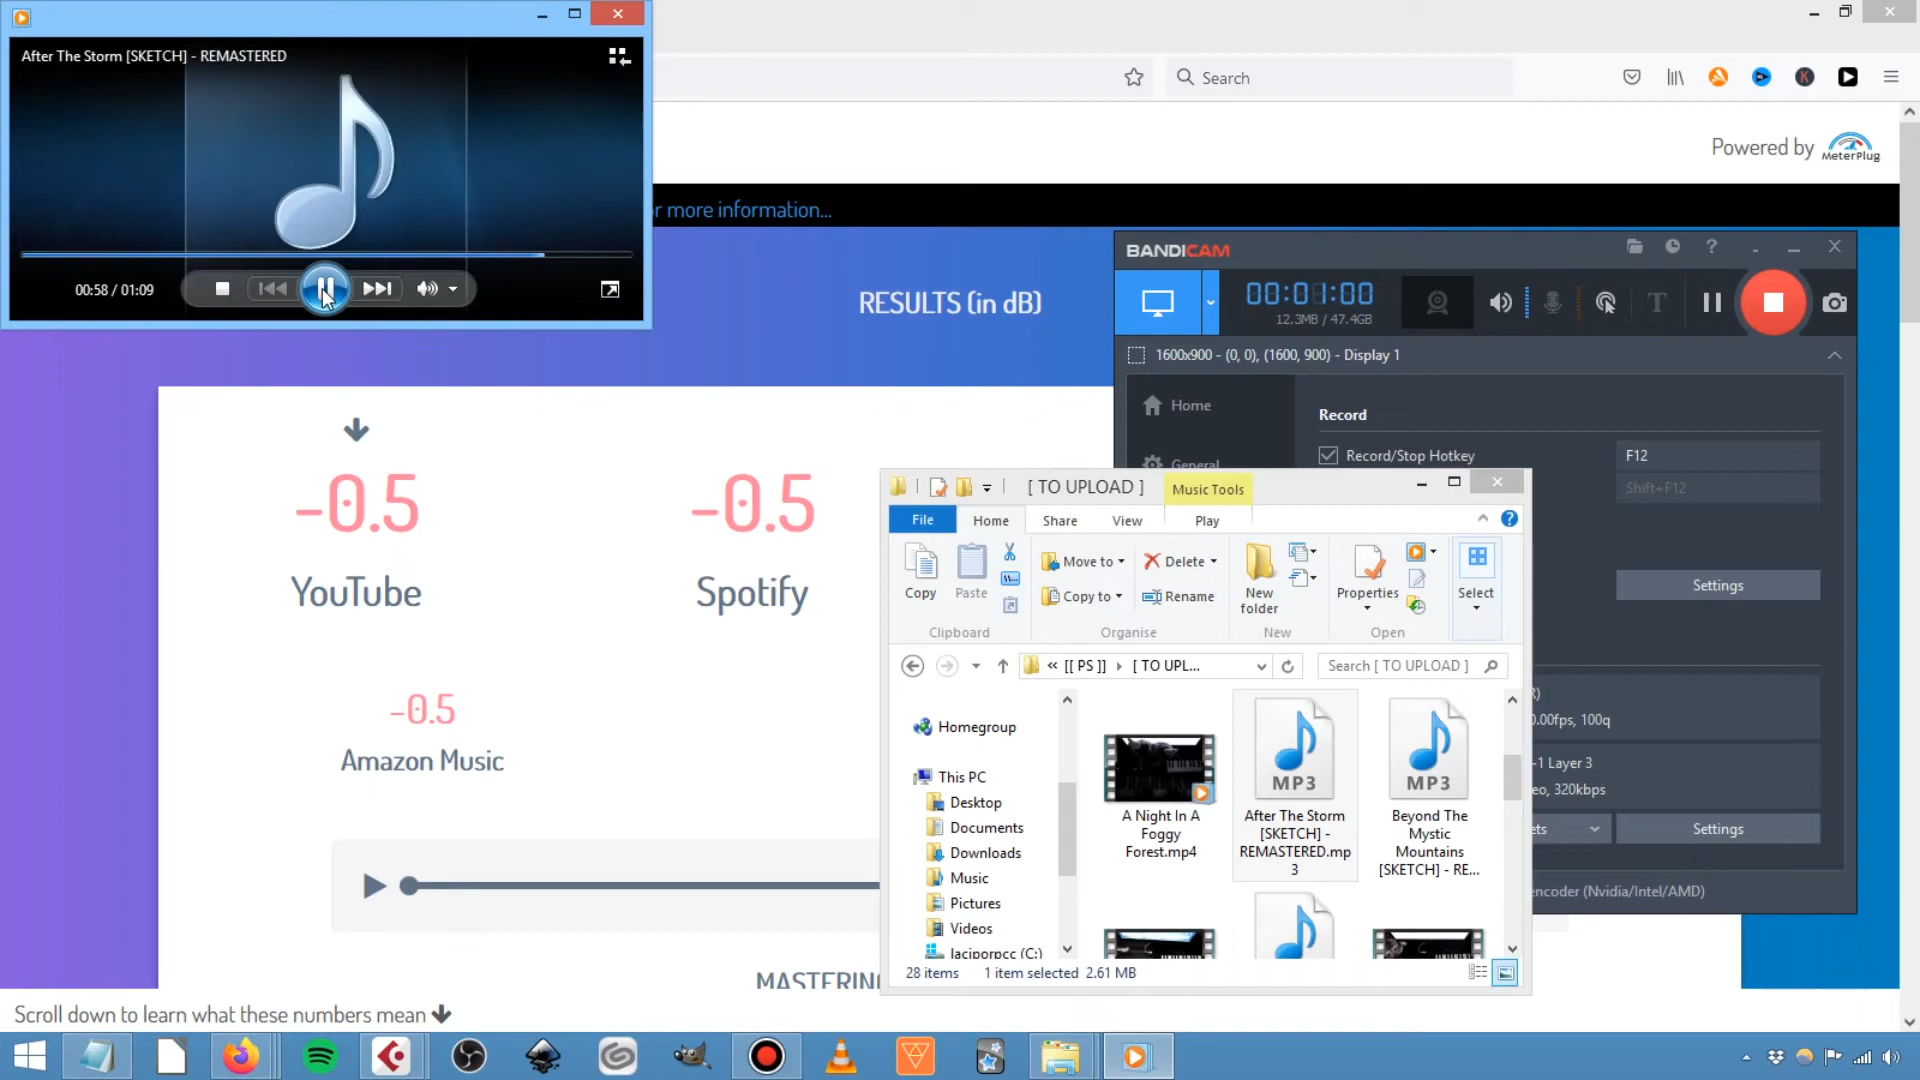 After The Storm [SKETCH] - REMASTERED
00:58 / 01:09
Search
Powered by
MeterPlug
or more information...
RESULTS (in dB)
-0.5
YouTube
-0.5
Spotify
-0.5
Amazon Music
MASTERING
Scroll down to learn what these numbers mean
BANDICAM
00:01:00
12.3MB / 47.4GB
1600x900 - (0, 0), (1600, 900) - Display 1
Home
General
Record
Record/Stop Hotkey
F12
Shift+F12
Settings
R)
0.00fps, 100q
-1 Layer 3
eo, 320kbps
ets
Settings
encoder (Nvidia/Intel/AMD)
[ TO UPLOAD ]
Music Tools
File
Home
Share
View
Play
Copy
Paste
Move to
Copy to
Delete
Rename
New
folder
Properties
Select
Clipboard
Organise
New
Open
« [[ PS ]]
[ TO UPL...
Search [ TO UPLOAD ]
Homegroup
This PC
Desktop
Documents
Downloads
Music
Pictures
Videos
laciporpcc (C:)
A Night In A
Foggy
Forest.mp4
MP3
After The Storm
[SKETCH] -
REMASTERED.mp
3
MP3
Beyond The
Mystic
Mountains
[SKETCH] - RE...
28 items
1 item selected 2.61 MB